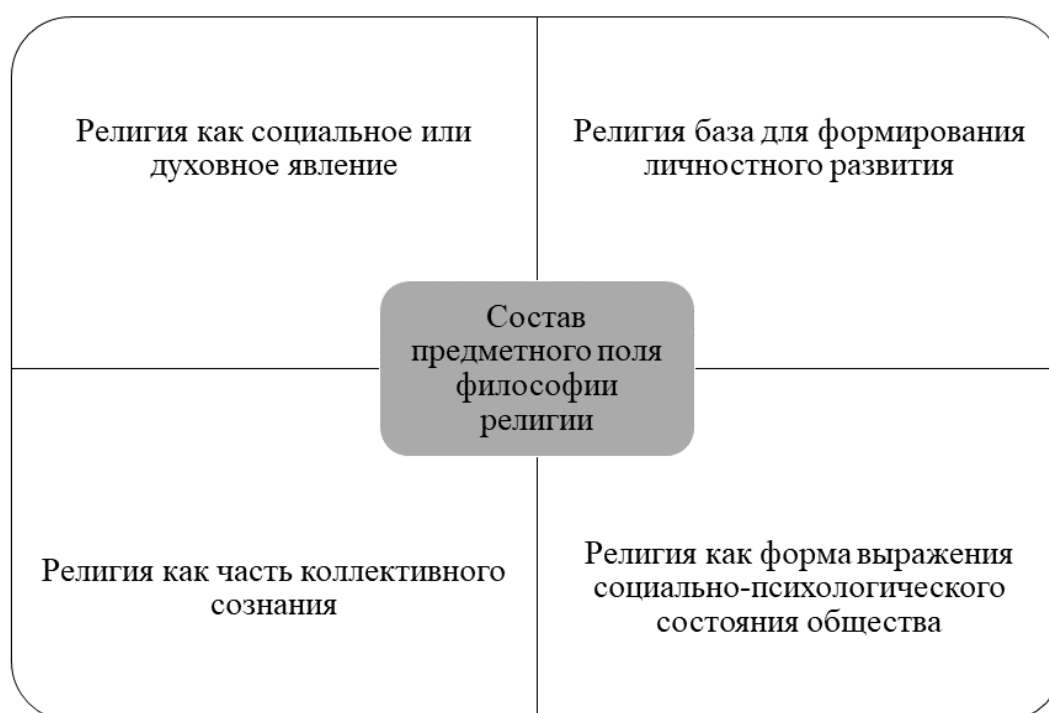 Религия как социальное или
духовное явление
Религия база для формирования
личностного развития
Состав
предметного поля
философии
религии
Религия как часть коллективного
сознания
Религия как форма выражения
социально-психологического
состояния общества